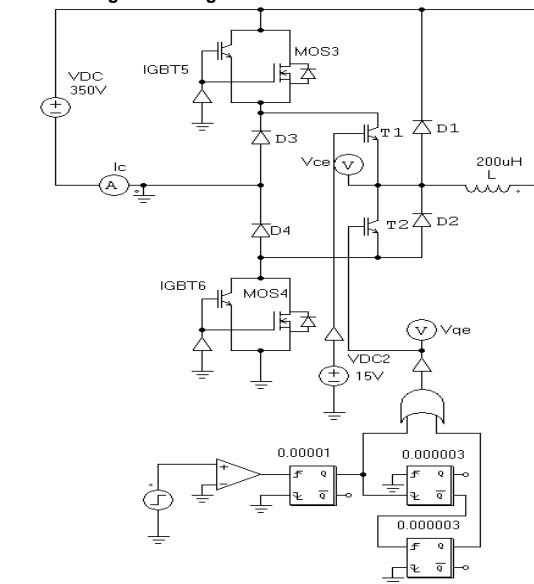 MOS3
IGBT5
VDC
350V
D3
T1
D1
Vce
V
Ic
A
200uH
L
D4
T2
D2
IGBT6
MOS4
V
Vge
VDC2
15V
0.00001
0.000003
Q
Q
Q
Q
0.000003
Q
Q